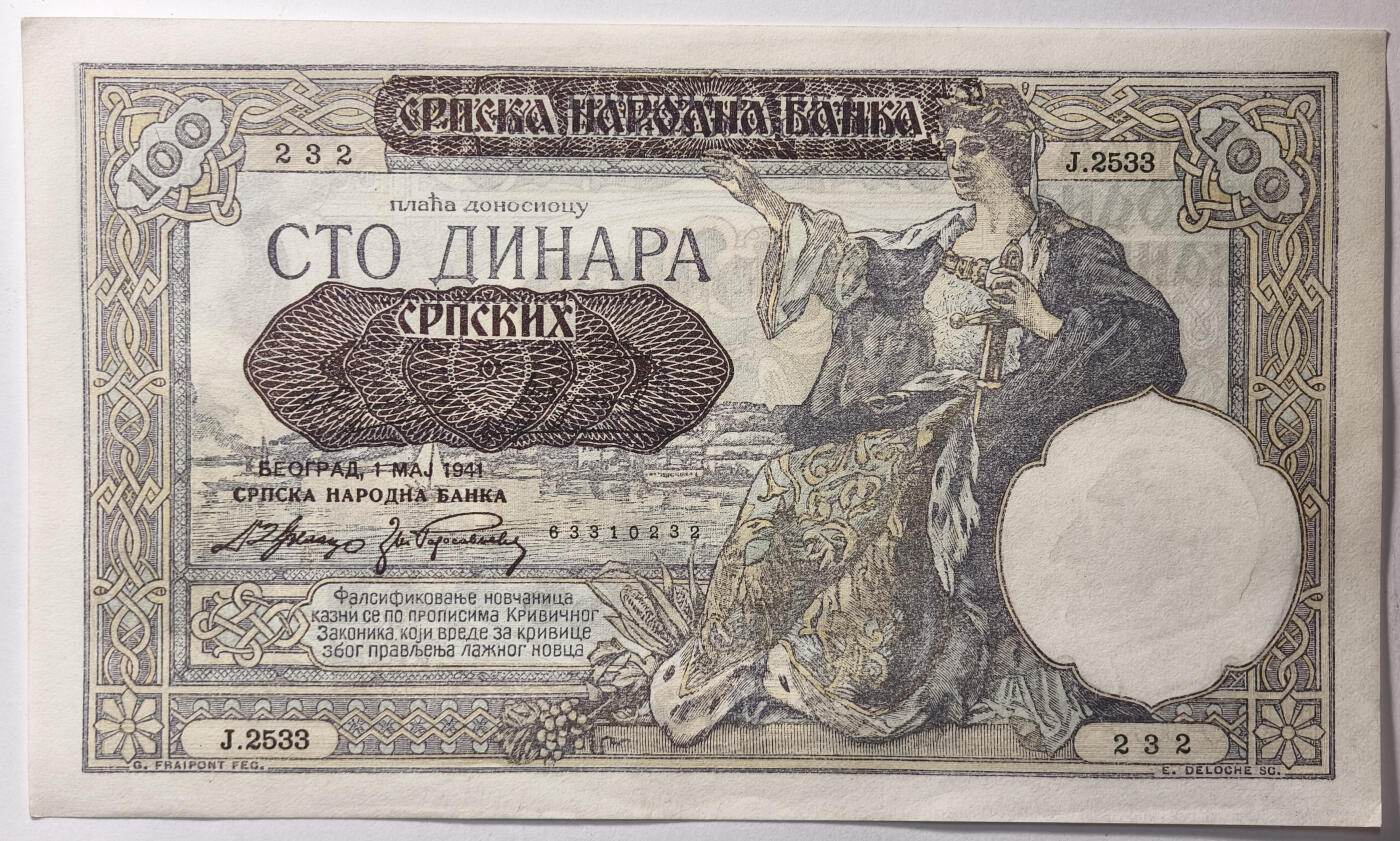 СРПСКА НАРОДНА БАНКА
100
232
Ј.2533
100
плаћа доносиоцу
СТО ДИНАРА
СРПСКИХ
БЕОГРАД, 1 МАЈ 1941
СРПСКА НАРОДНА БАНКА
63310232
Фалсификовање новчаница
казни се по прописима Кривичног
Законика, који вреде за кривице
због прављења лажног новца
Ј.2533
232
G. FRAIPONT FEC.
E. DELOCHE SC.